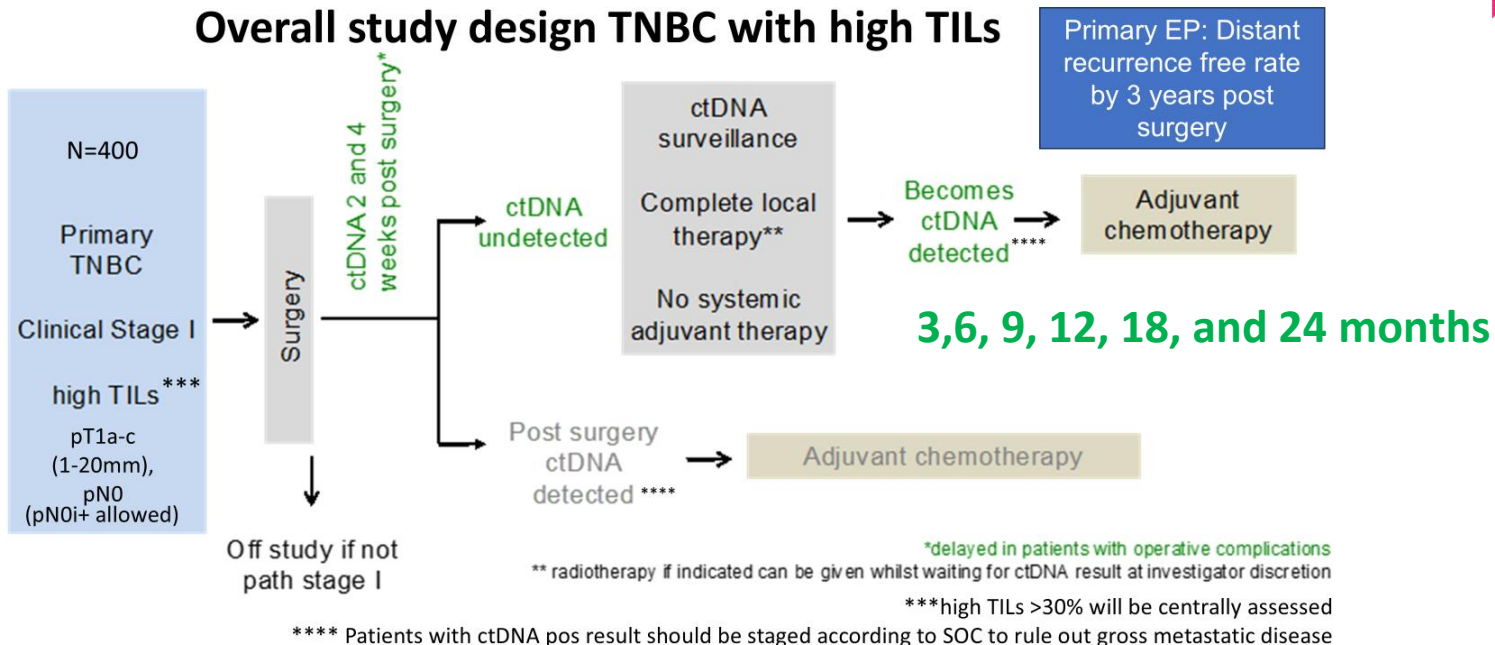 Overall study design TNBC with high TILs
Primary EP: Distant
recurrence free rate
by 3 years post
surgery
N=400
Primary
TNBC
Clinical Stage I
high TILs***
pT1a-c
(1-20mm),
pN0
(pN0i+ allowed)
Surgery
Off study if not
path stage I
ctDNA 2 and 4
weeks post surgery*
ctDNA
undetected
ctDNA
surveillance
Complete local
therapy**
No systemic
adjuvant therapy
Becomes
ctDNA
detected****
Adjuvant
chemotherapy
3,6, 9, 12, 18, and 24 months
Post surgery
ctDNA
detected ****
Adjuvant chemotherapy
*delayed in patients with operative complications
** radiotherapy if indicated can be given whilst waiting for ctDNA result at investigator discretion
***high TILs >30% will be centrally assessed
**** Patients with ctDNA pos result should be staged according to SOC to rule out gross metastatic disease